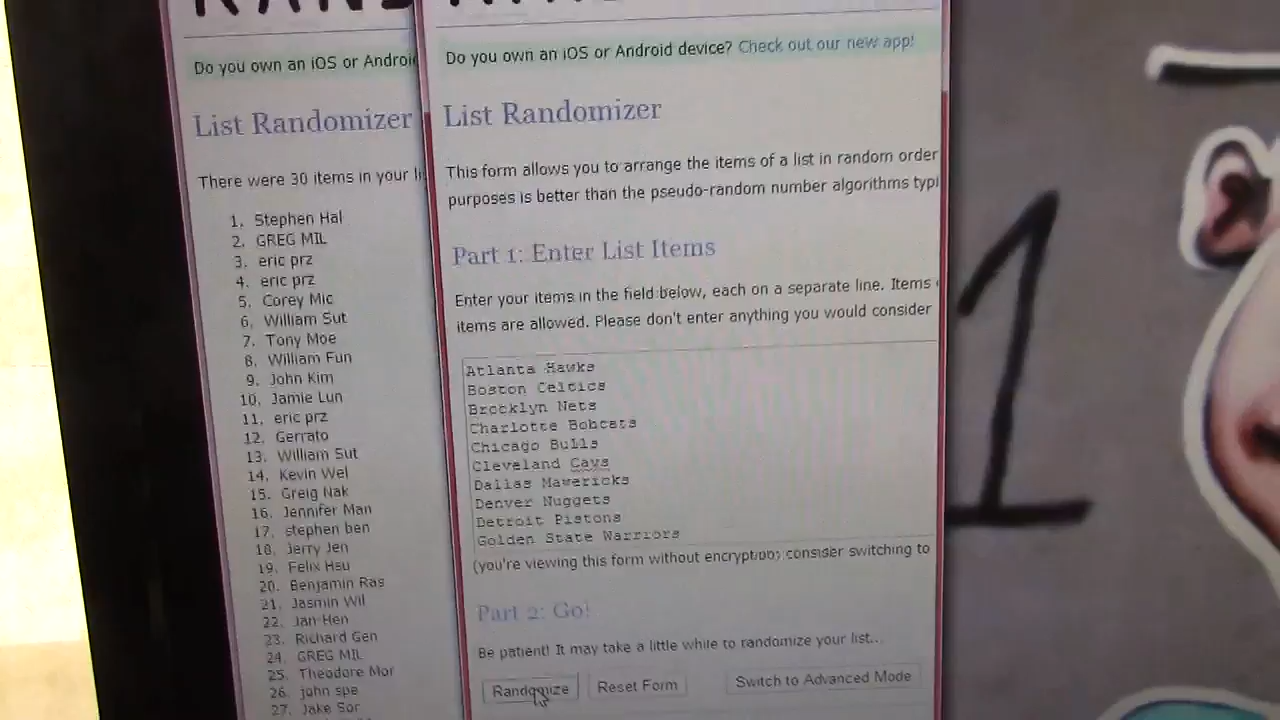 Do you own an iOS or Androi
List Randomizer
There were 30 items in your li
1. Stephen Hal
2. GREG MIL
3. eric prz
4. eric prz
5. Corey Mic
6. William Sut
7. Tony Moe
8. William Fun
9. John Kim
10. Jamie Lun
11. eric prz
12. Gerrato
13. William Sut
14. Kevin Wel
15. Greig Nak
16. Jennifer Man
17. stephen ben
18. Jerry Jen
19. Felix Hsu
20. Benjamin Ras
21. Jasmin Wil
22. Jan-Hen
23. Richard Gen
24. GREG MIL
25. Theodore Mor
26. john spe
27. Jake Sor
Do you own an iOS or Android device? Check out our new app!
List Randomizer
This form allows you to arrange the items of a list in random order
purposes is better than the pseudo-random number algorithms typi
Part 1: Enter List Items
Enter your items in the field below, each on a separate line. Items
items are allowed. Please don't enter anything you would consider
Atlanta Hawks
Boston Celtics
Brooklyn Nets
Charlotte Bobcats
Chicago Bulls
Cleveland Cavs
Dallas Mavericks
Denver Nuggets
Detroit Pistons
Golden State Warriors
(you're viewing this form without encryption; consider switching to
Part 2: Go!
Be patient! It may take a little while to randomize your list...
Randomize Reset Form Switch to Advanced Mode
1